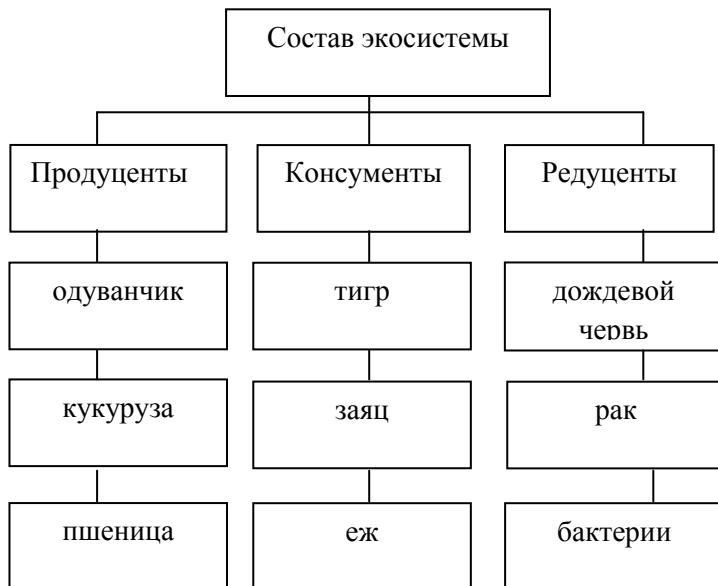 Состав экосистемы
Продуценты
Консументы
Редуценты
одуванчик
тигр
дождевой
червь
кукуруза
заяц
рак
пшеница
еж
бактерии